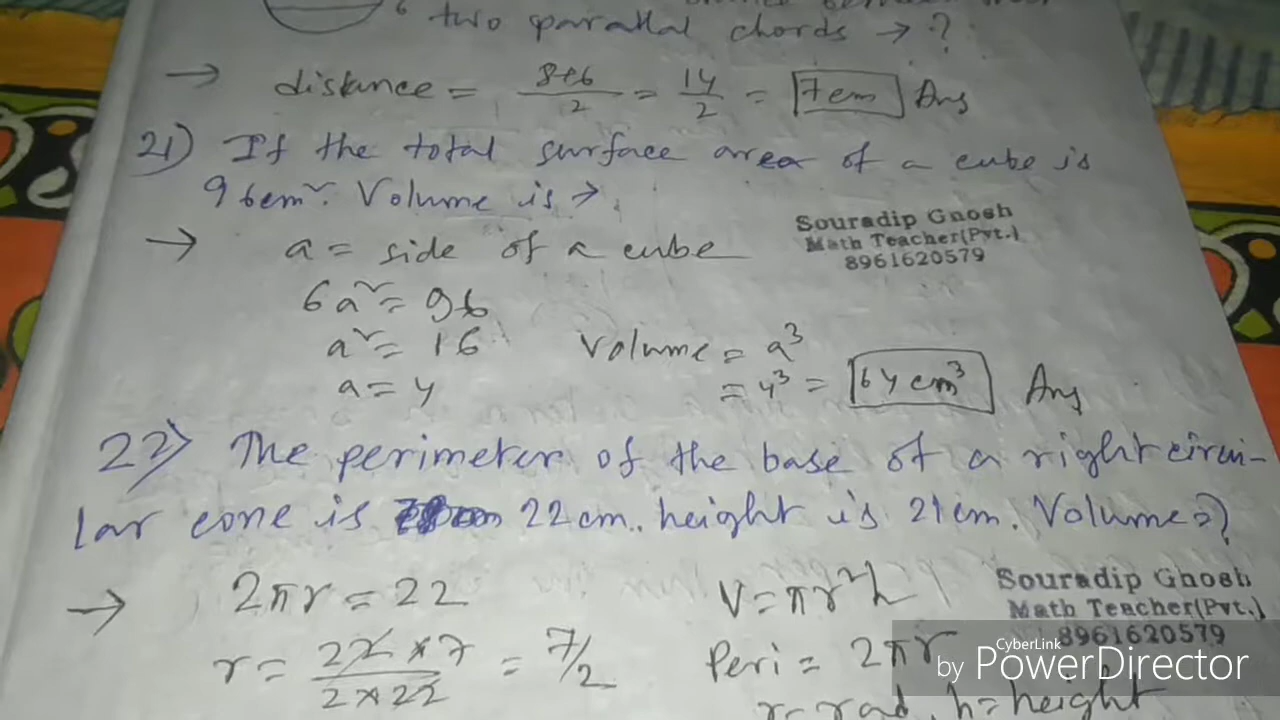 6
two parallal chords → ?
→ distance = 8+6/2 = 14/2 = 7cm Ans
21) If the total surface area of a cube is
96cm². Volume is →
Souradip Ghosh
Math Teacher(Pvt.)
8961620579
→ a = side of a cube
6a² = 96
a² = 16 Volume = a³
a = 4 = 4³ = 64cm³ Ans
22) The perimeter of the base of a right circu-
lar cone is 22cm. height is 21cm. Volume = ?
→ 2πr = 22 V = πr²h
Souradip Ghosh
Math Teacher(Pvt.)
8961620579
r = 22 × 7/2 × 22 = 7/2 Peri = 2πr
r = rad, h = height
CyberLink
by PowerDirector